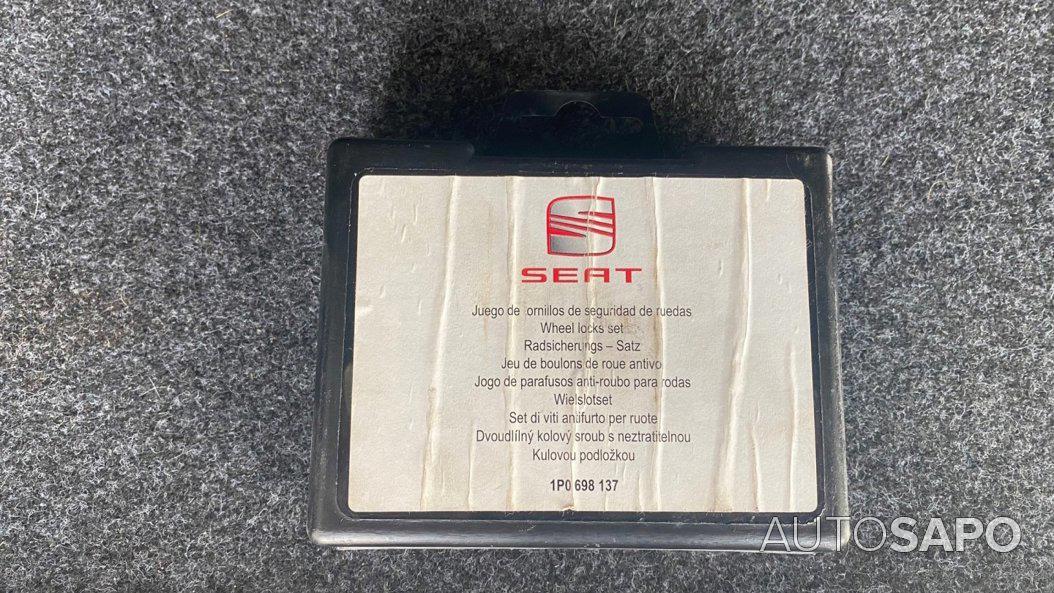 SEAT
Juego de tornillos de seguridad de ruedas
Wheel locks set
Radsicherungs – Satz
Jeu de boulons de roue antivol
Jogo de parafusos anti-roubo para rodas
Wielslotset
Set di viti antifurto per ruote
Dvoudílný kolový sroub s neztratitelnou
Kulovou podložkou
1P0 698 137
AUTOSAPO